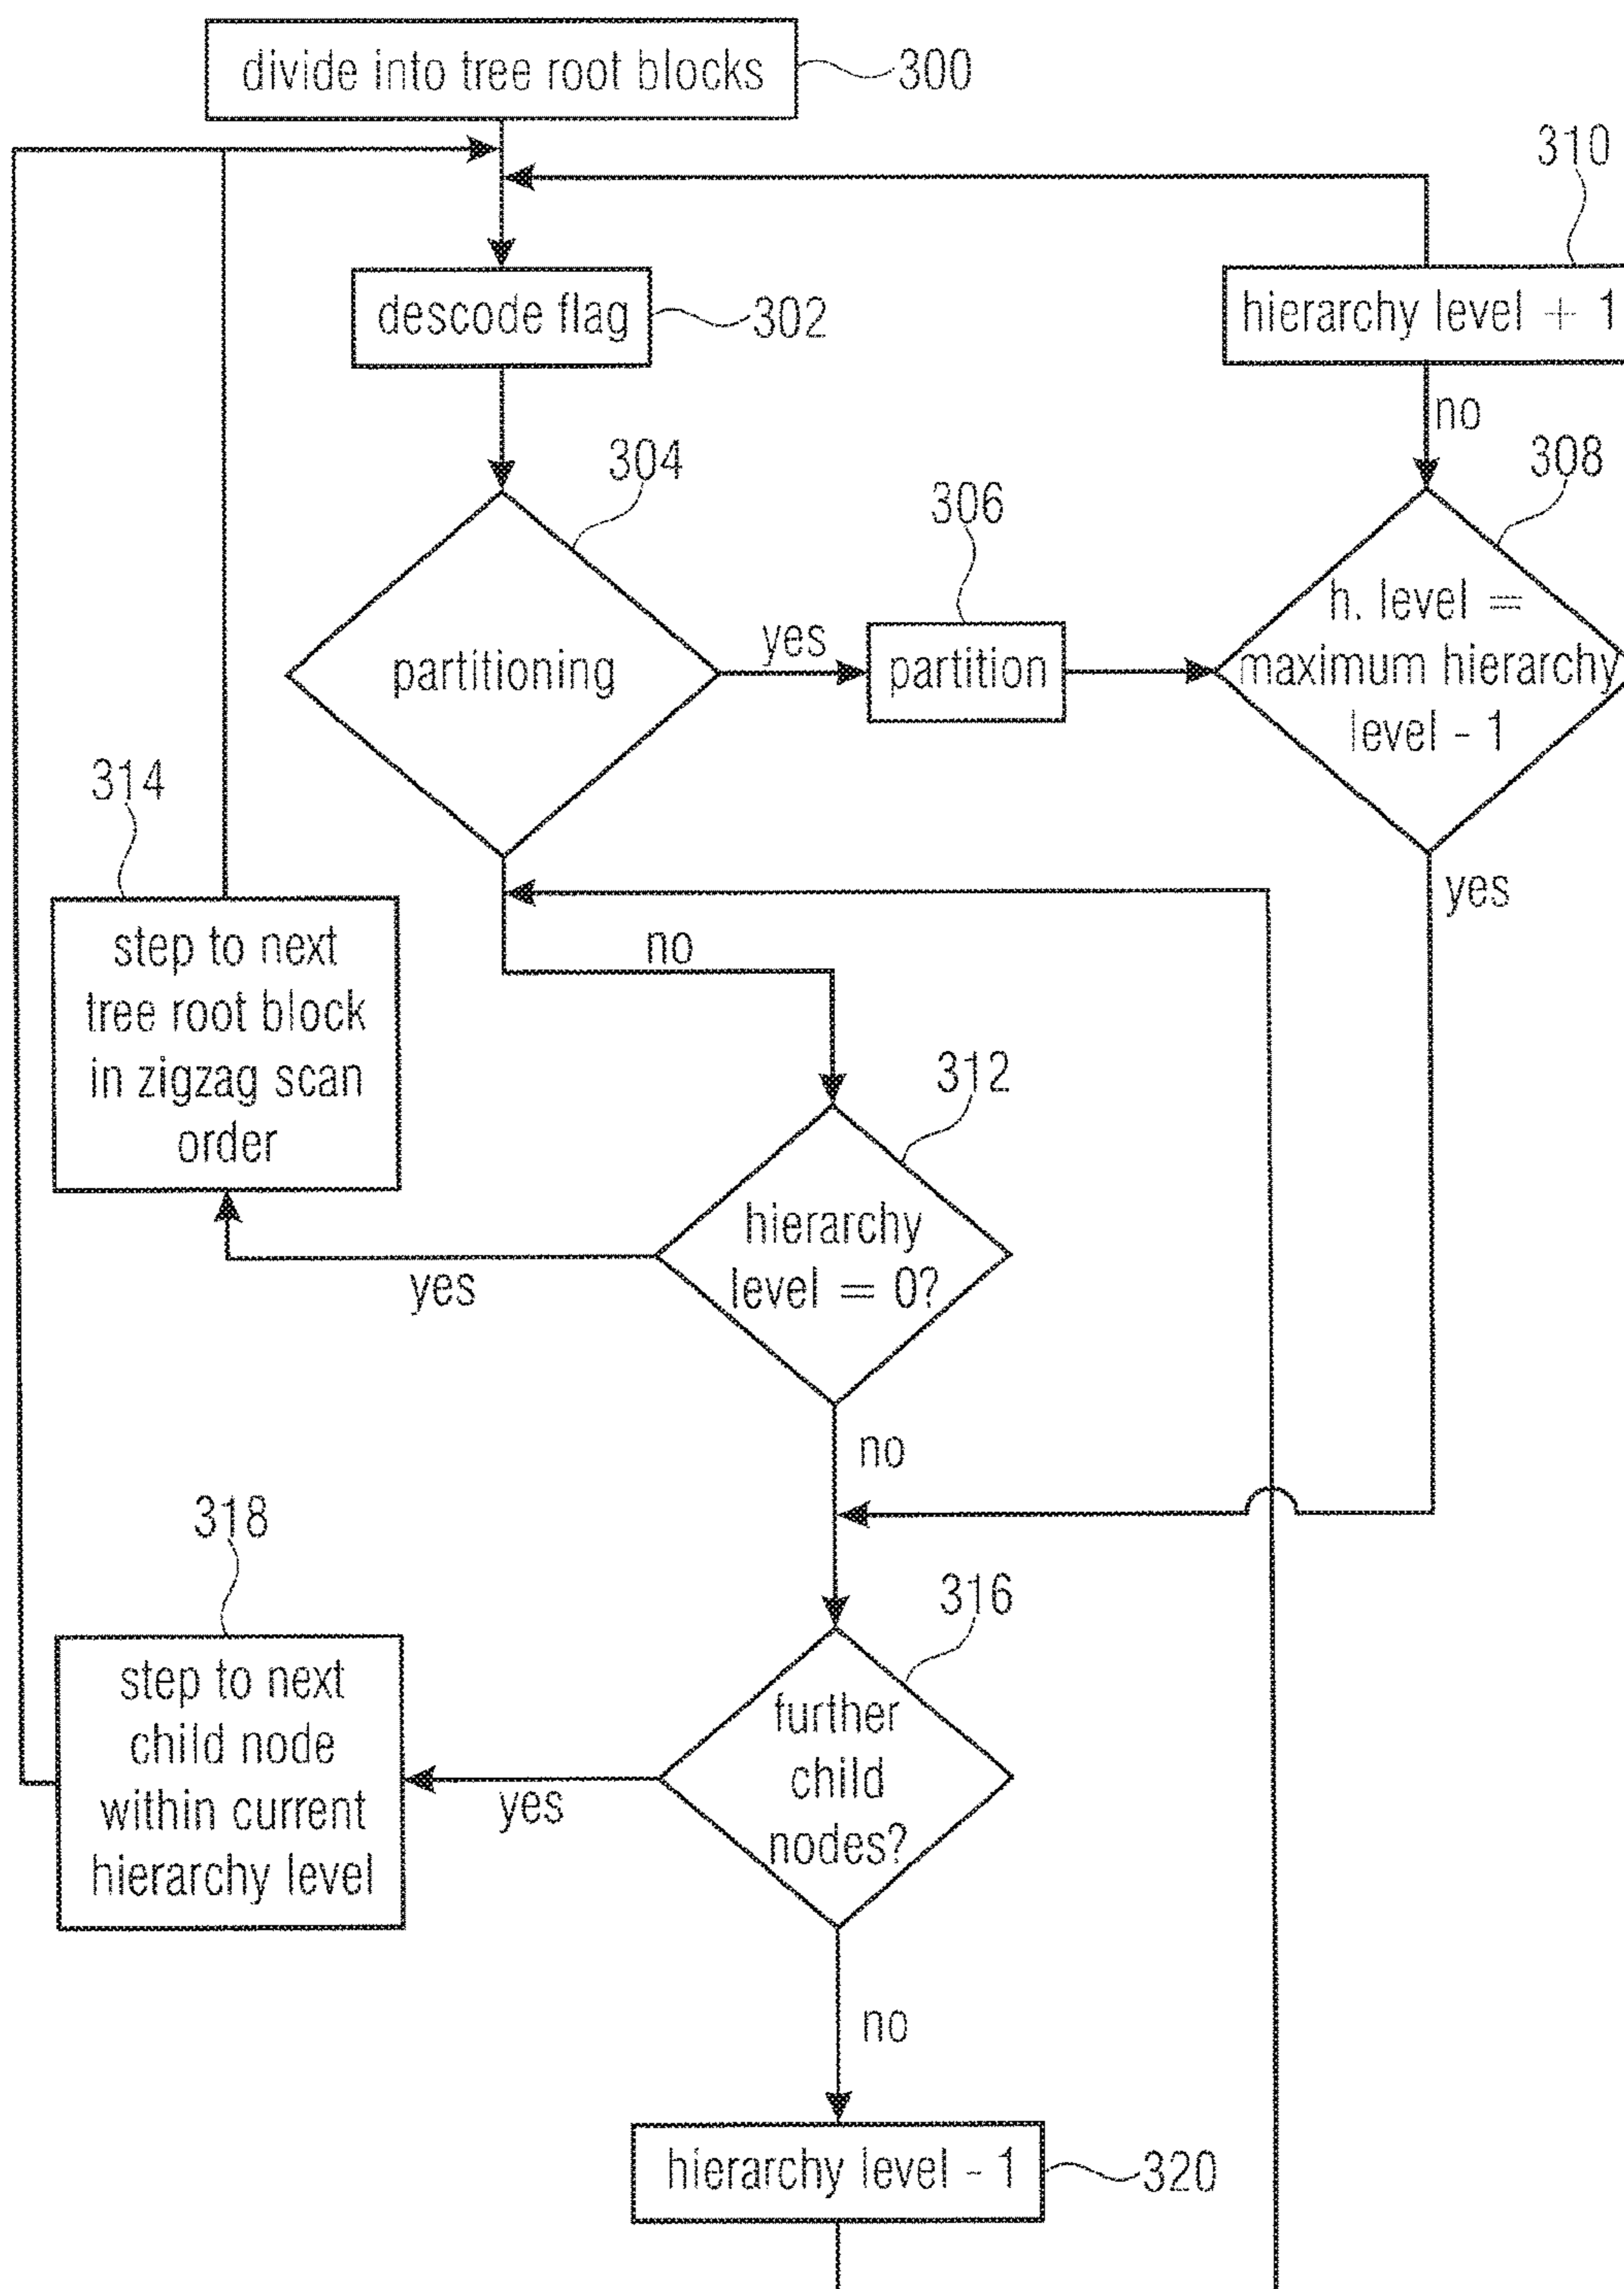 divide into tree root blocks
300
310
descode flag
302
hierarchy level + 1
no
304
306
308
partitioning
yes
partition
h. level =
maximum hierarchy
level - 1
yes
314
step to next
tree root block
in zigzag scan
order
no
312
hierarchy
level = 0?
yes
no
318
316
step to next
child node
within current
hierarchy level
further
child
nodes?
yes
no
hierarchy level - 1
320